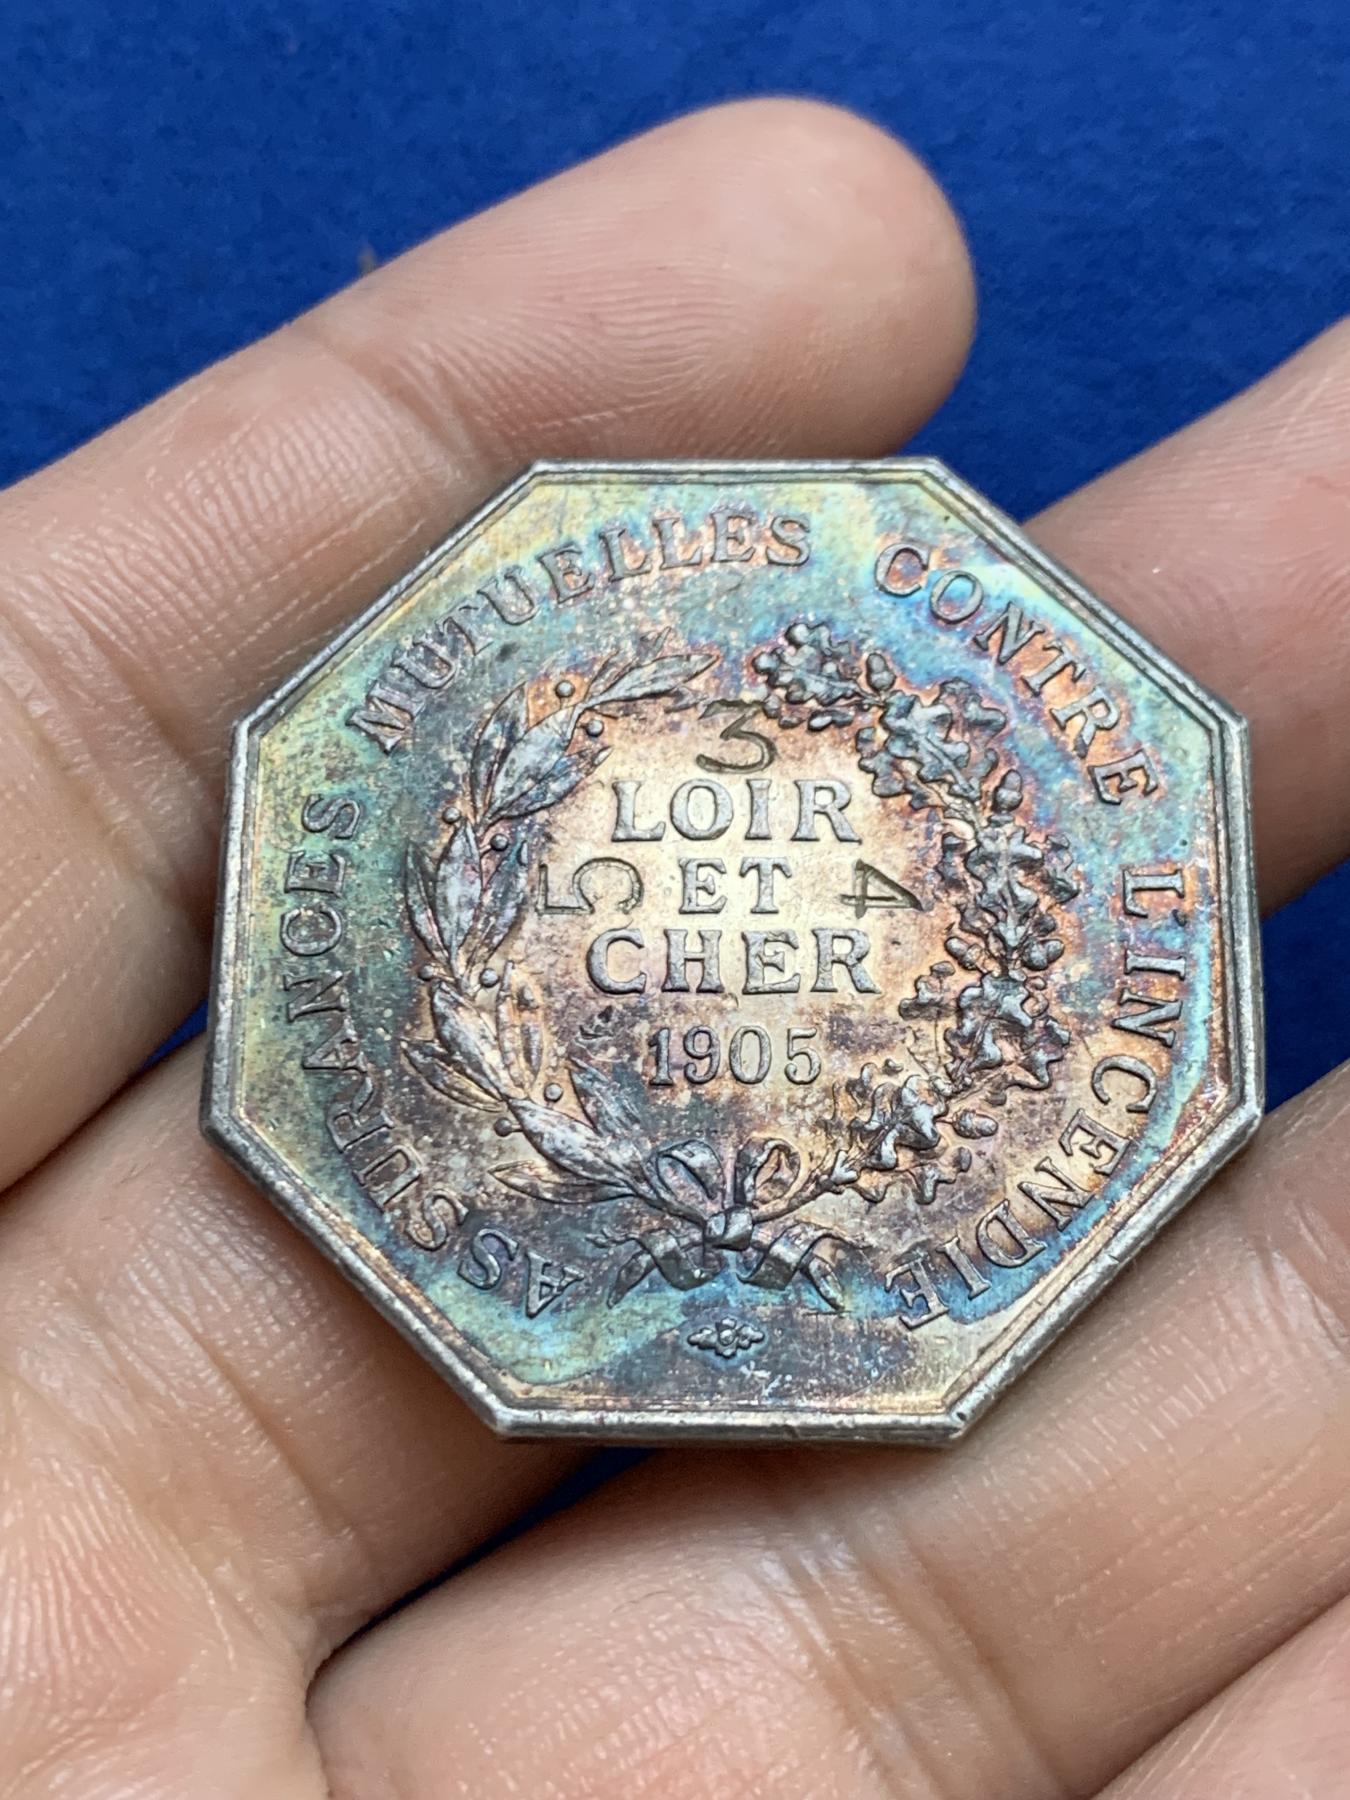 ASSURANCES MUTUELLES CONTRE L'INCENDIE
3
LOIR
5 ET 4
CHER
1905